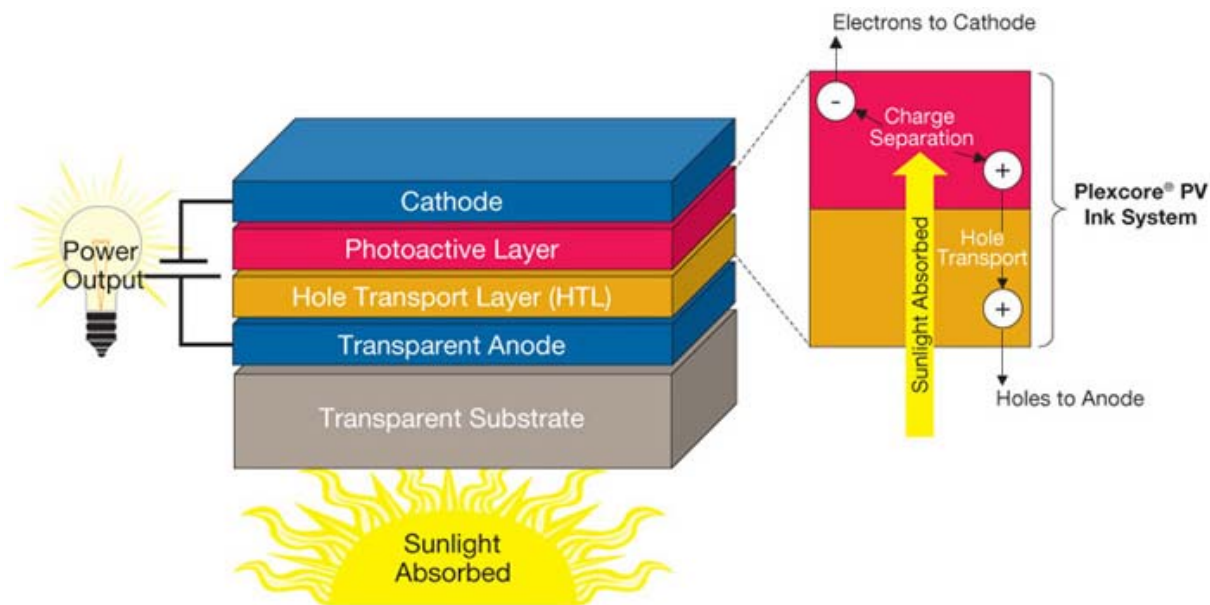 Electrons to Cathode
-
Charge
Separation
+
Plexcore® PV
Ink System
Hole
Transport
+
Sunlight Absorbed
Holes to Anode
Cathode
Photoactive Layer
Hole Transport Layer (HTL)
Transparent Anode
Transparent Substrate
Power
Output
Sunlight
Absorbed